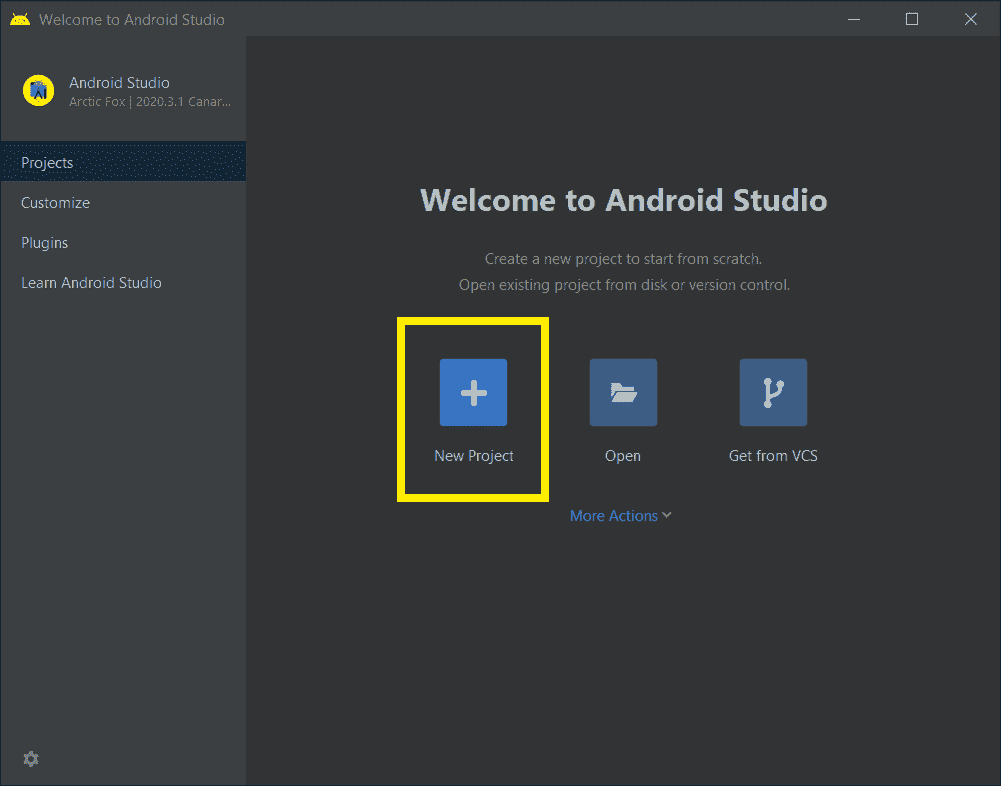 Welcome to Android Studio
Android Studio
Arctic Fox | 2020.3.1 Canar...
Projects
Customize
Plugins
Learn Android Studio
Welcome to Android Studio
Create a new project to start from scratch.
Open existing project from disk or version control.
New Project
Open
Get from VCS
More Actions